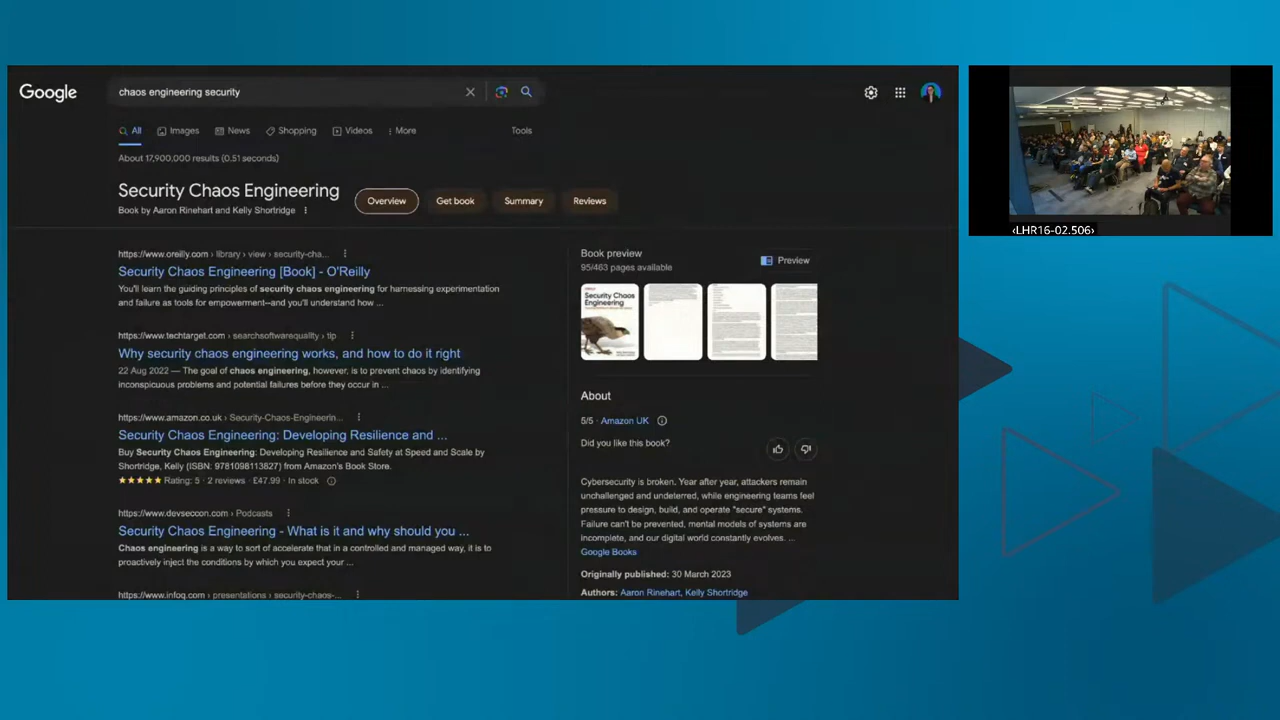 Google
chaos engineering security
All
Images
News
Shopping
Videos
More
Tools
About 17,900,000 results (0.51 seconds)
Security Chaos Engineering
Book by Aaron Rinehart and Kelly Shortridge
Overview
Get book
Summary
Reviews
https://www.oreilly.com › library › view › security-cha...
Security Chaos Engineering [Book] - O'Reilly
You'll learn the guiding principles of security chaos engineering for harnessing experimentation
and failure as tools for empowerment--and you'll understand how ...
https://www.techtarget.com › searchsoftwarequality › tip
Why security chaos engineering works, and how to do it right
22 Aug 2022 — The goal of chaos engineering, however, is to prevent chaos by identifying
inconspicuous problems and potential failures before they occur in ...
https://www.amazon.co.uk › Security-Chaos-Engineerin...
Security Chaos Engineering: Developing Resilience and ...
Buy Security Chaos Engineering: Developing Resilience and Safety at Speed and Scale by
Shortridge, Kelly (ISBN: 9781098113827) from Amazon's Book Store.
Rating: 5 · 2 reviews · £47.99 · In stock
https://www.devseccon.com › Podcasts
Security Chaos Engineering - What is it and why should you ...
Chaos engineering is a way to sort of accelerate that in a controlled and managed way, it is to
proactively inject the conditions by which you expect your ...
https://www.infoq.com › presentations › security-chaos-...
Book preview
95/463 pages available
Preview
Security Chaos
Engineering
About
5/5 · Amazon UK
Did you like this book?
Cybersecurity is broken. Year after year, attackers remain
unchallenged and undeterred, while engineering teams feel
pressure to design, build, and operate "secure" systems.
Failure can't be prevented, mental models of systems are
incomplete, and our digital world constantly evolves. ...
Google Books
Originally published: 30 March 2023
Authors: Aaron Rinehart, Kelly Shortridge
‹LHR16-02.506›